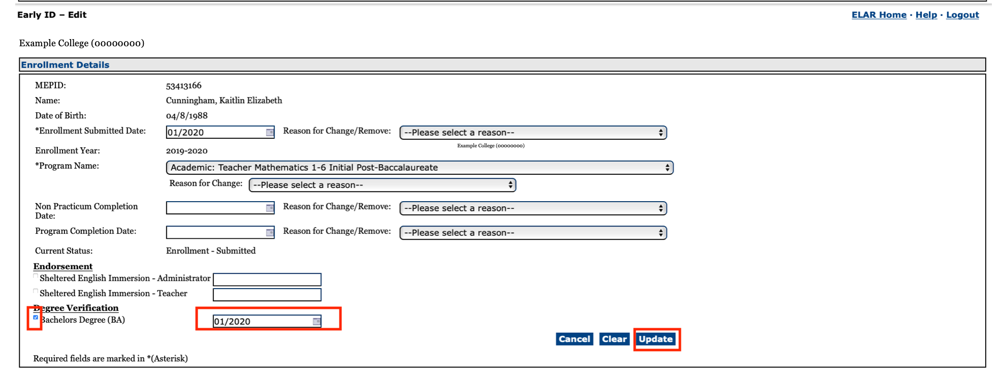 Early ID – Edit
ELAR Home · Help · Logout
Example College (00000000)
Enrollment Details
MEPID: 53413166
Name: Cunningham, Kaitlin Elizabeth
Date of Birth: 04/8/1988
*Enrollment Submitted Date: 01/2020 Reason for Change/Remove: --Please select a reason--
Example College (00000000)
Enrollment Year: 2019-2020
*Program Name: Academic: Teacher Mathematics 1-6 Initial Post-Baccalaureate
Reason for Change: --Please select a reason--
Non Practicum Completion Reason for Change/Remove: --Please select a reason--
Date:
Program Completion Date: Reason for Change/Remove: --Please select a reason--
Current Status: Enrollment - Submitted
Endorsement
Sheltered English Immersion - Administrator
Sheltered English Immersion - Teacher
Degree Verification
Bachelors Degree (BA) 01/2020
Cancel Clear Update
Required fields are marked in *(Asterisk)